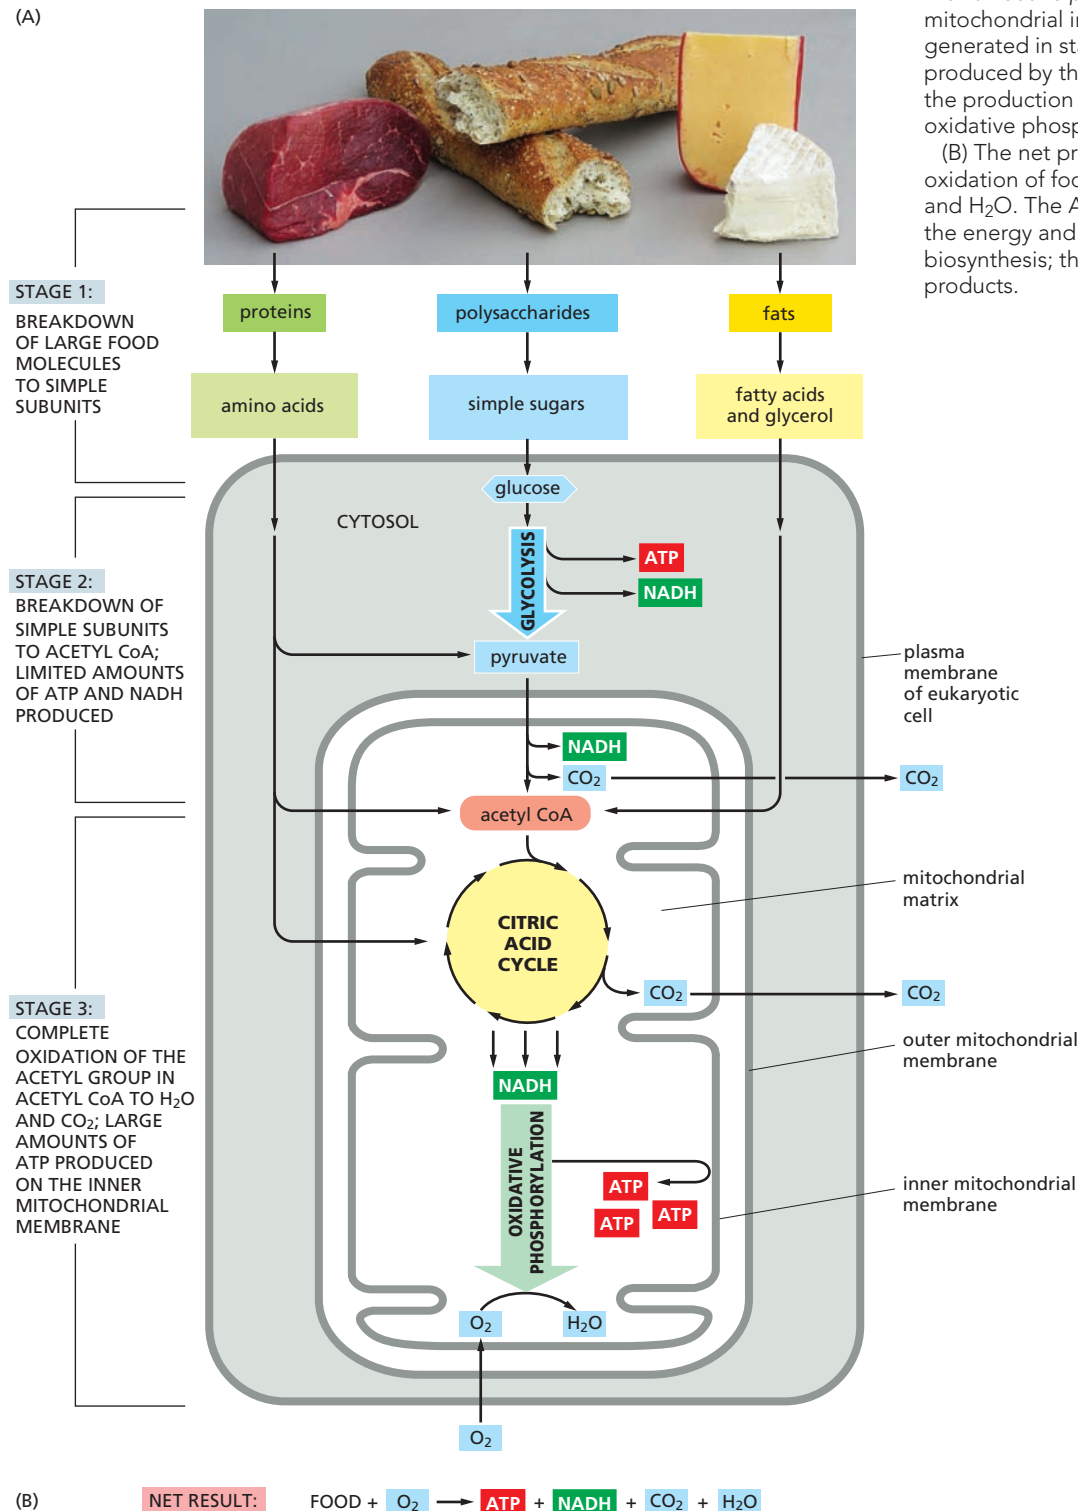 (A)
mitochondrial in
generated in sta
produced by th
the production
oxidative phosp
(B) The net pr
oxidation of foo
and H₂O. The A
the energy and
biosynthesis; th
products.
STAGE 1:
BREAKDOWN
OF LARGE FOOD
MOLECULES
TO SIMPLE
SUBUNITS
proteins
polysaccharides
fats
amino acids
simple sugars
fatty acids
and glycerol
glucose
CYTOSOL
GLYCOLYSIS
ATP
NADH
STAGE 2:
BREAKDOWN OF
SIMPLE SUBUNITS
TO ACETYL CoA;
LIMITED AMOUNTS
OF ATP AND NADH
PRODUCED
pyruvate
plasma
membrane
of eukaryotic
cell
NADH
CO₂
CO₂
acetyl CoA
mitochondrial
matrix
CITRIC
ACID
CYCLE
CO₂
CO₂
STAGE 3:
COMPLETE
OXIDATION OF THE
ACETYL GROUP IN
ACETYL CoA TO H₂O
AND CO₂; LARGE
AMOUNTS OF
ATP PRODUCED
ON THE INNER
MITOCHONDRIAL
MEMBRANE
outer mitochondrial
membrane
NADH
OXIDATIVE
PHOSPHORYLATION
ATP
ATP
ATP
inner mitochondrial
membrane
O₂
H₂O
O₂
(B)
NET RESULT:
FOOD + O₂ → ATP + NADH + CO₂ + H₂O